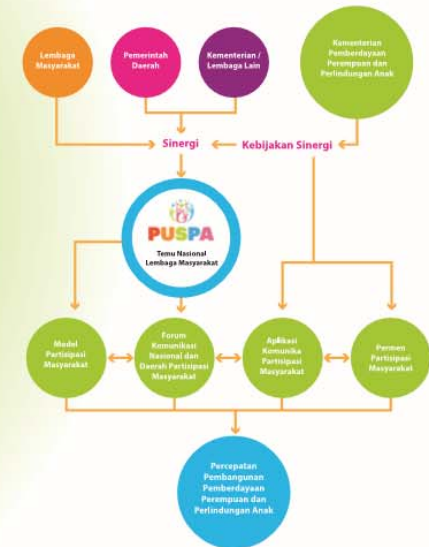 Lembaga
Masyarakat
Pemerintah
Daerah
Kementerian /
Lembaga Lain
Kementerian
Pemberdayaan
Perempuan dan
Perlindungan Anak
Sinergi
Kebijakan Sinergi
PUSPA
Temu Nasional
Lembaga Masyarakat
Model
Partisipasi
Masyarakat
Forum
Komunikasi
Nasional dan
Daerah Partisipasi
Masyarakat
Aplikasi
Komunika
Partisipasi
Masyarakat
Permen
Partisipasi
Masyarakat
Percepatan
Pembangunan
Pemberdayaan
Perempuan dan
Perlindungan Anak